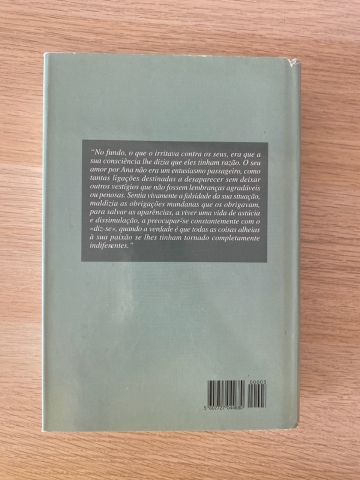 "No fundo, o que o irritava contra os seus, era que a
sua consciência lhe dizia que eles tinham razão. O seu
amor por Ana não era um entusiasmo passageiro, como
tantas ligações destinadas a desaparecer sem deixar
outros vestígios que não fossem lembranças agradáveis
ou penosas. Sentia vivamente a falsidade da sua situação,
maldizia as obrigações mundanas que os obrigavam,
para salvar as aparências, a viver uma vida de astúcia
e dissimulação, a preocupar-se constantemente com o
«diz-se», quando a verdade é que todas as coisas alheias
à sua paixão se lhes tinham tornado completamente
indiferentes."
00003